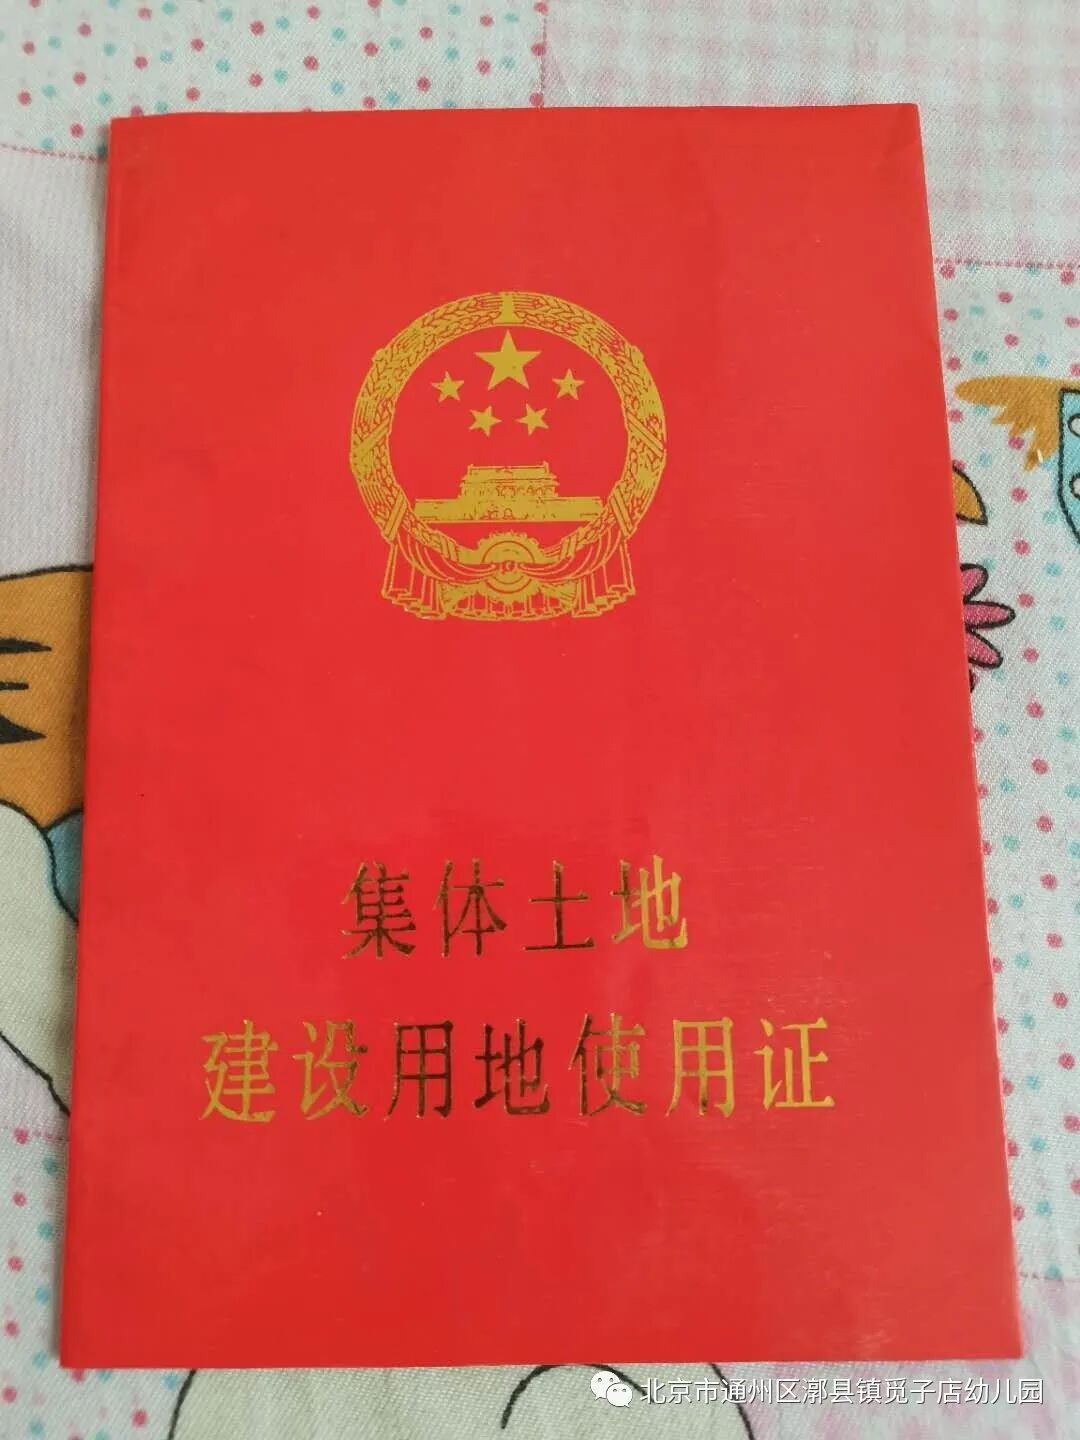 集体土地
建设用地使用证
北京市通州区漷县镇觅子店幼儿园